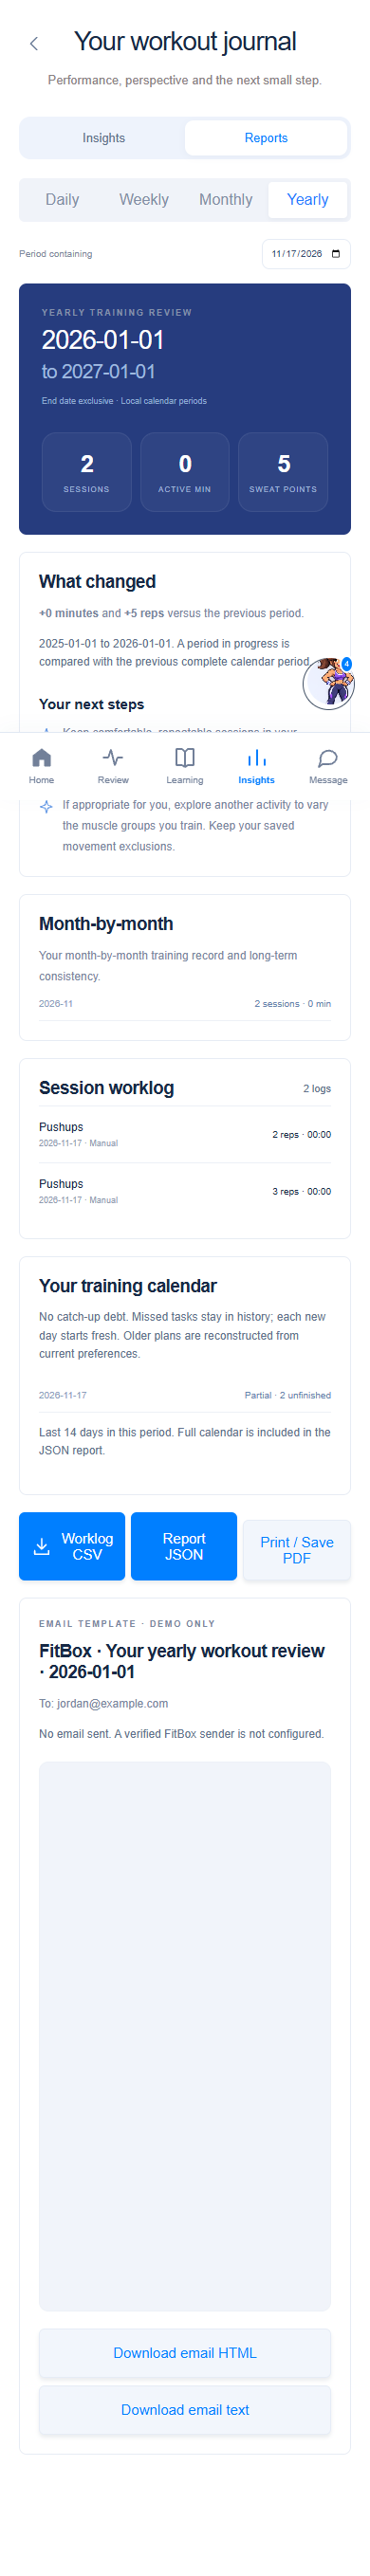 Your workout journal
Performance, perspective and the next small step.
Insights
Reports
Daily
Weekly
Monthly
Yearly
Period containing
11/17/2026
YEARLY TRAINING REVIEW
2026-01-01
to 2027-01-01
End date exclusive · Local calendar periods
2
SESSIONS
0
ACTIVE MIN
5
SWEAT POINTS
What changed
+0 minutes and +5 reps versus the previous period.
2025-01-01 to 2026-01-01. A period in progress is
compared with the previous complete calendar period.
4
Your next steps
Keep comfortable, repeatable sessions in your
Home
Review
Learning
Insights
Message
If appropriate for you, explore another activity to vary
the muscle groups you train. Keep your saved
movement exclusions.
Month-by-month
Your month-by-month training record and long-term
consistency.
2026-11
2 sessions · 0 min
Session worklog
2 logs
Pushups
2026-11-17 · Manual
2 reps · 00:00
Pushups
2026-11-17 · Manual
3 reps · 00:00
Your training calendar
No catch-up debt. Missed tasks stay in history; each new
day starts fresh. Older plans are reconstructed from
current preferences.
2026-11-17
Partial · 2 unfinished
Last 14 days in this period. Full calendar is included in the
JSON report.
Worklog
CSV
Report
JSON
Print / Save
PDF
EMAIL TEMPLATE · DEMO ONLY
FitBox · Your yearly workout review
· 2026-01-01
To: jordan@example.com
No email sent. A verified FitBox sender is not configured.
Download email HTML
Download email text